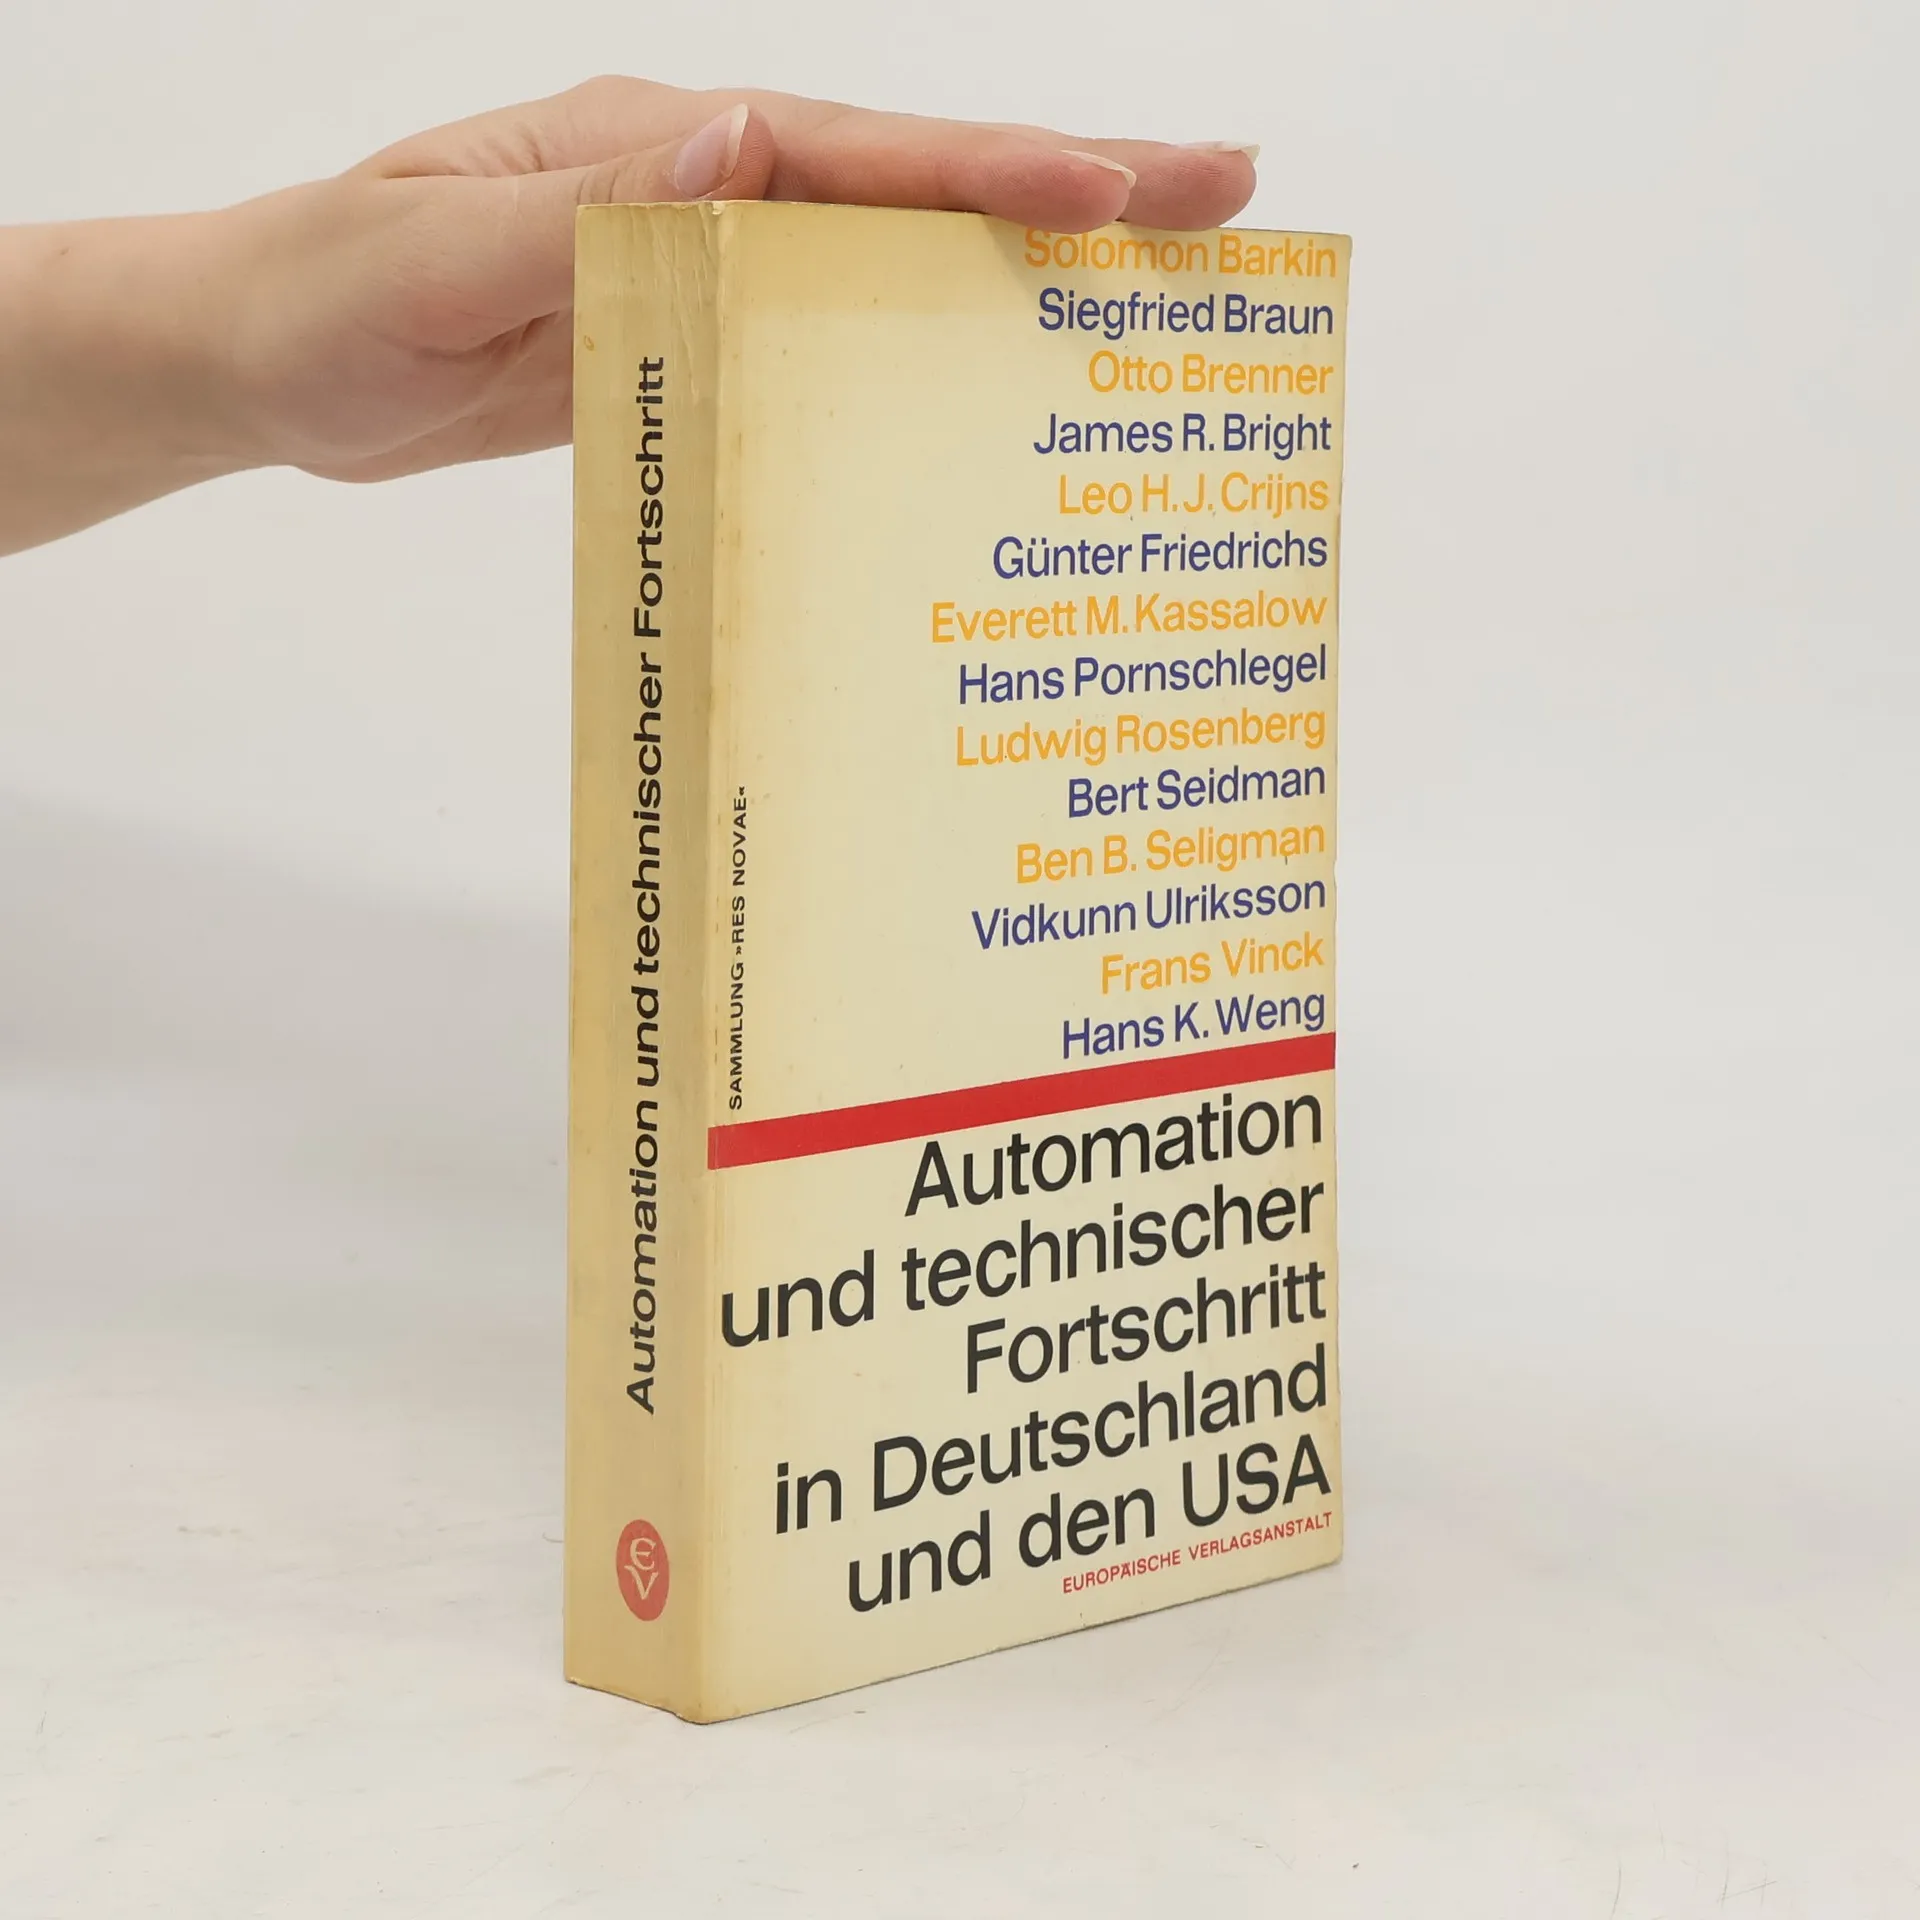 Automation und technischer Fortschritt
EV
SAMMLUNG »RES NOVAE«
Solomon Barkin
Siegfried Braun
Otto Brenner
James R. Bright
Leo H. J. Crijns
Günter Friedrichs
Everett M. Kassalow
Hans Pornschlegel
Ludwig Rosenberg
Bert Seidman
Ben B. Seligman
Vidkunn Ulriksson
Frans Vinck
Hans K. Weng
Automation
und technischer
Fortschritt
in Deutschland
und den USA
EUROPÄISCHE VERLAGSANSTALT